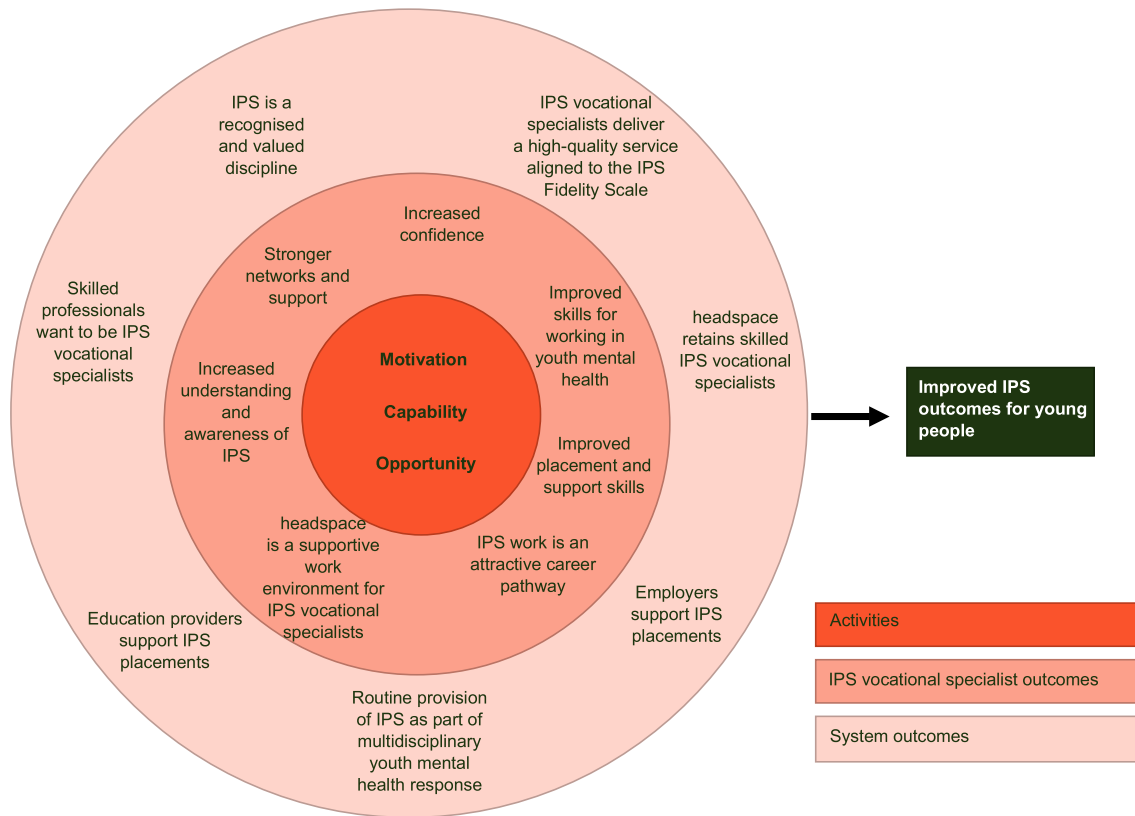 IPS is a
recognised
and valued
discipline
IPS vocational
specialists deliver
a high-quality service
aligned to the IPS
Fidelity Scale
Increased
confidence
Stronger
networks and
support
Skilled
professionals
want to be IPS
vocational
specialists
Improved
skills for
working in
youth mental
health
headspace
retains skilled
IPS vocational
specialists
Motivation
Capability
Opportunity
Increased
understanding
and
awareness of
IPS
Improved IPS
outcomes for young
people
Improved
placement and
support skills
headspace
is a supportive
work
environment for
IPS vocational
specialists
IPS work is an
attractive career
pathway
Education providers
support IPS
placements
Employers
support IPS
placements
Routine provision
of IPS as part of
multidisciplinary
youth mental
health response
Activities
IPS vocational specialist outcomes
System outcomes